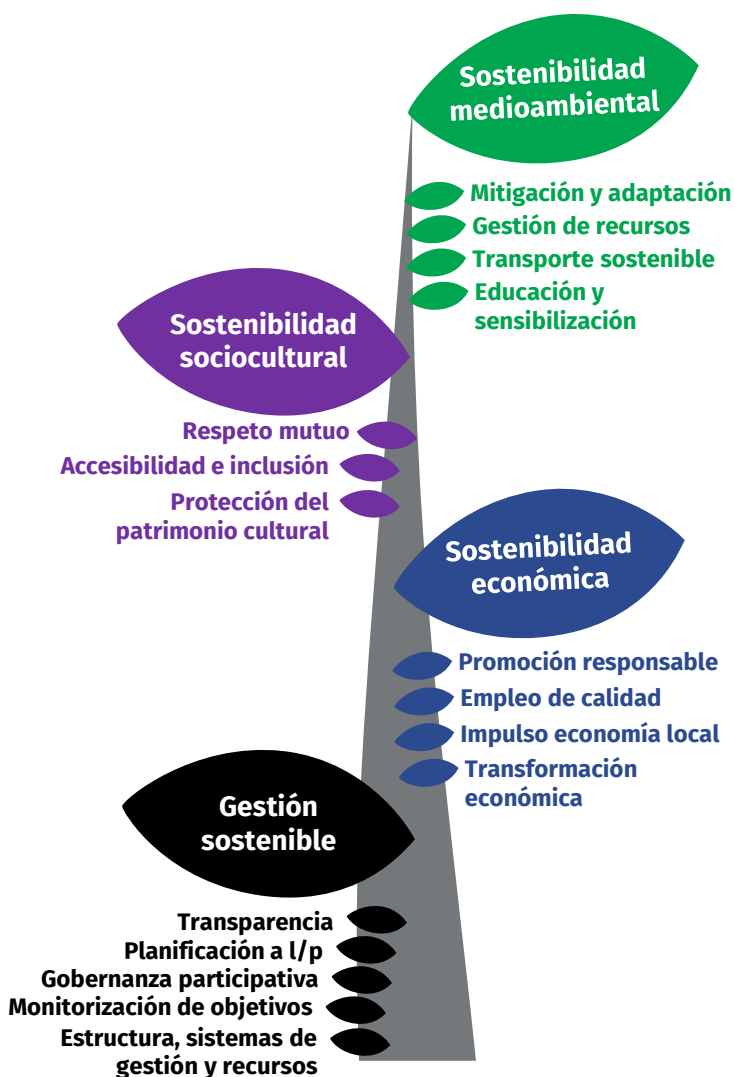 Sostenibilidad
medioambiental
Mitigación y adaptación
Gestión de recursos
Transporte sostenible
Educación y
sensibilización
Sostenibilidad
sociocultural
Respeto mutuo
Accesibilidad e inclusión
Protección del
patrimonio cultural
Sostenibilidad
económica
Promoción responsable
Empleo de calidad
Impulso economía local
Transformación
económica
Gestión
sostenible
Transparencia
Planificación a l/p
Gobernanza participativa
Monitorización de objetivos
Estructura, sistemas de
gestión y recursos